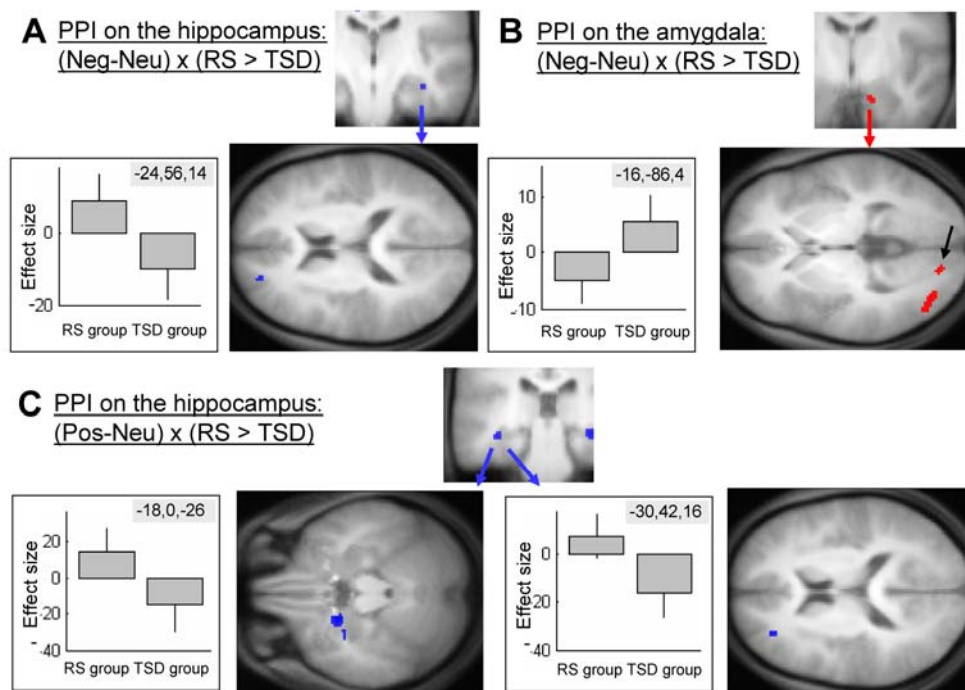 A PPI on the hippocampus:
(Neg-Neu) x (RS > TSD)
B PPI on the amygdala:
(Neg-Neu) x (RS > TSD)
-24,56,14
Effect size
0
-20
RS group TSD group
-16,-86,4
Effect size
10
0
-10
RS group TSD group
C PPI on the hippocampus:
(Pos-Neu) x (RS > TSD)
-18,0,-26
Effect size
20
0
-20
-40
RS group TSD group
-30,42,16
Effect size
0
-20
-40
RS group TSD group